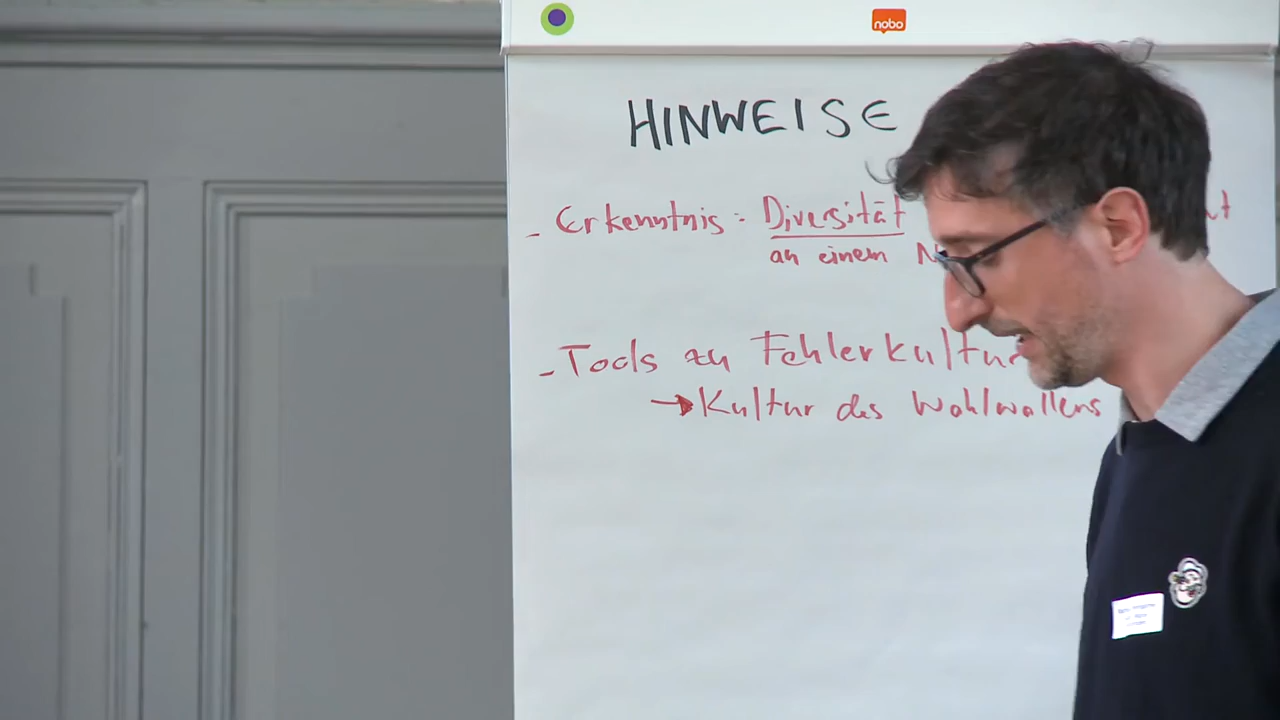 nobo
HINWEISE
- Erkenntnis: Diversität
an einem
- Tools zu Fehlerkultur
→ Kultur des Wohlwollens